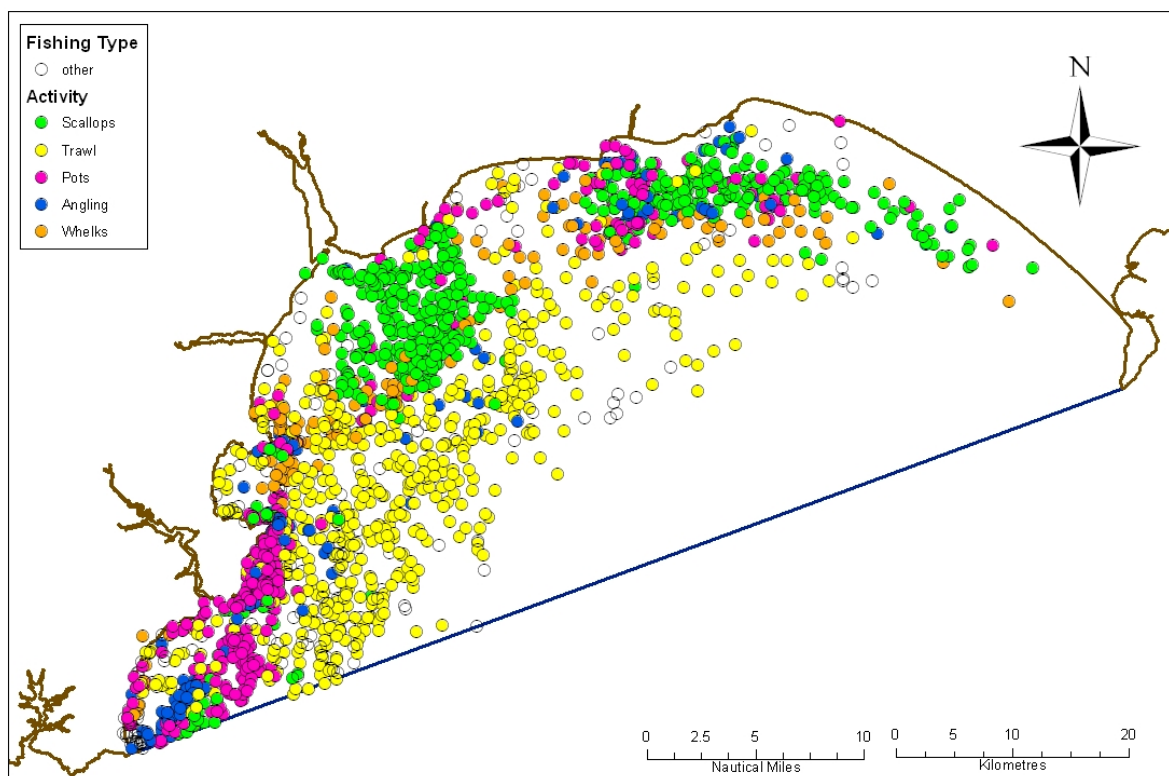 Fishing Type
other
Activity
Scallops
Trawl
Pots
Angling
Whelks
N
0 2.5 5 10
Nautical Miles
0 5 10 20
Kilometres